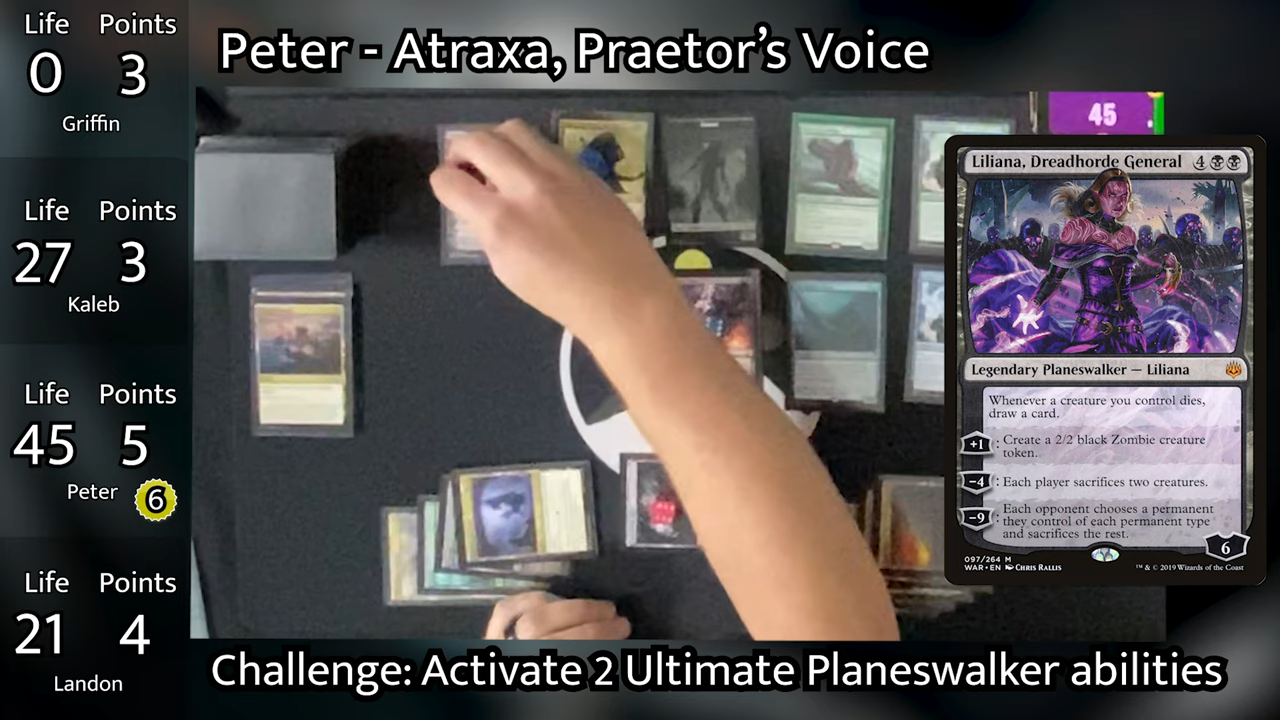 Life Points
0 3
Griffin
Life Points
27 3
Kaleb
Life Points
45 5
Peter 6
Life Points
21 4
Landon
Peter - Atraxa, Praetor's Voice
45
Liliana, Dreadhorde General 4
Legendary Planeswalker — Liliana
Whenever a creature you control dies,
draw a card.
+1 : Create a 2/2 black Zombie creature
token.
−4 : Each player sacrifices two creatures.
−9 : Each opponent chooses a permanent
they control of each permanent type
and sacrifices the rest.
6
097/264 M
WAR • EN Chris Rallis
™ & © 2019 Wizards of the Coast
Challenge: Activate 2 Ultimate Planeswalker abilities